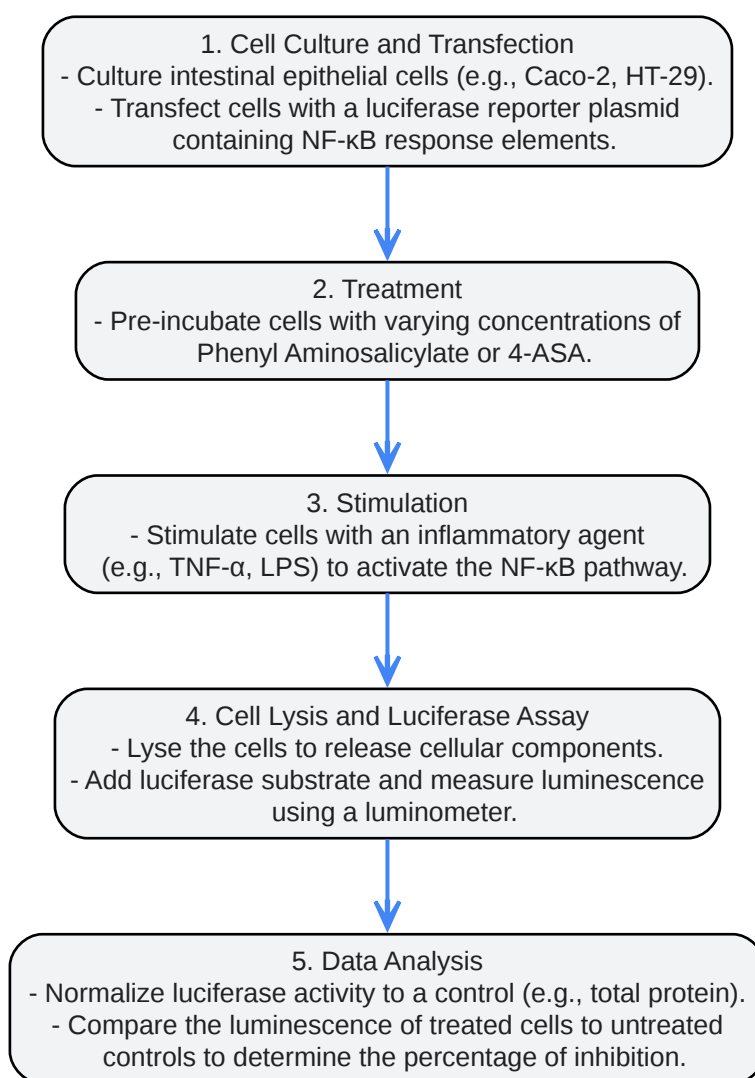 1. Cell Culture and Transfection
- Culture intestinal epithelial cells (e.g., Caco-2, HT-29).
- Transfect cells with a luciferase reporter plasmid
containing NF-κB response elements.
2. Treatment
- Pre-incubate cells with varying concentrations of
Phenyl Aminosalicylate or 4-ASA.
3. Stimulation
- Stimulate cells with an inflammatory agent
(e.g., TNF-α, LPS) to activate the NF-κB pathway.
4. Cell Lysis and Luciferase Assay
- Lyse the cells to release cellular components.
- Add luciferase substrate and measure luminescence
using a luminometer.
5. Data Analysis
- Normalize luciferase activity to a control (e.g., total protein).
- Compare the luminescence of treated cells to untreated
controls to determine the percentage of inhibition.